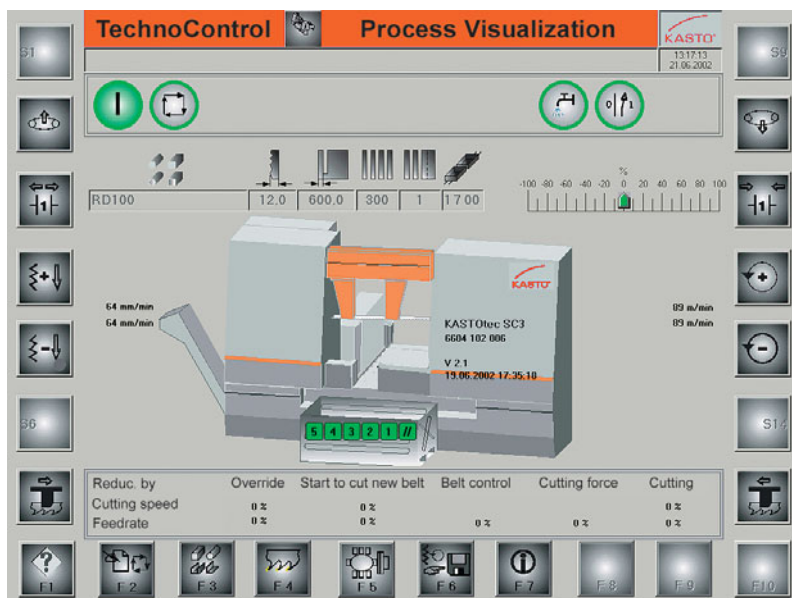 TechnoControl Process Visualization
KASTO
13:17:13
21.06.2002
S1
S9
%
-100 -80 -60 -40 -20 0 20 40 60 80 100
RD100 12.0 600.0 300 1 1700
1
1
KASTO
64 mm/min
64 mm/min
89 m/min
89 m/min
KASTOtec SC3
6604 102 006
V 2.1
19.06.2002 17:35:18
S6
S14
5 4 3 2 1 //
Reduc. by Override Start to cut new belt Belt control Cutting force Cutting
Cutting speed 0 % 0 % 0 %
Feedrate 0 % 0 % 0 % 0 % 0 %
F1 F2 F3 F4 F5 F6 F7 F8 F9 F10